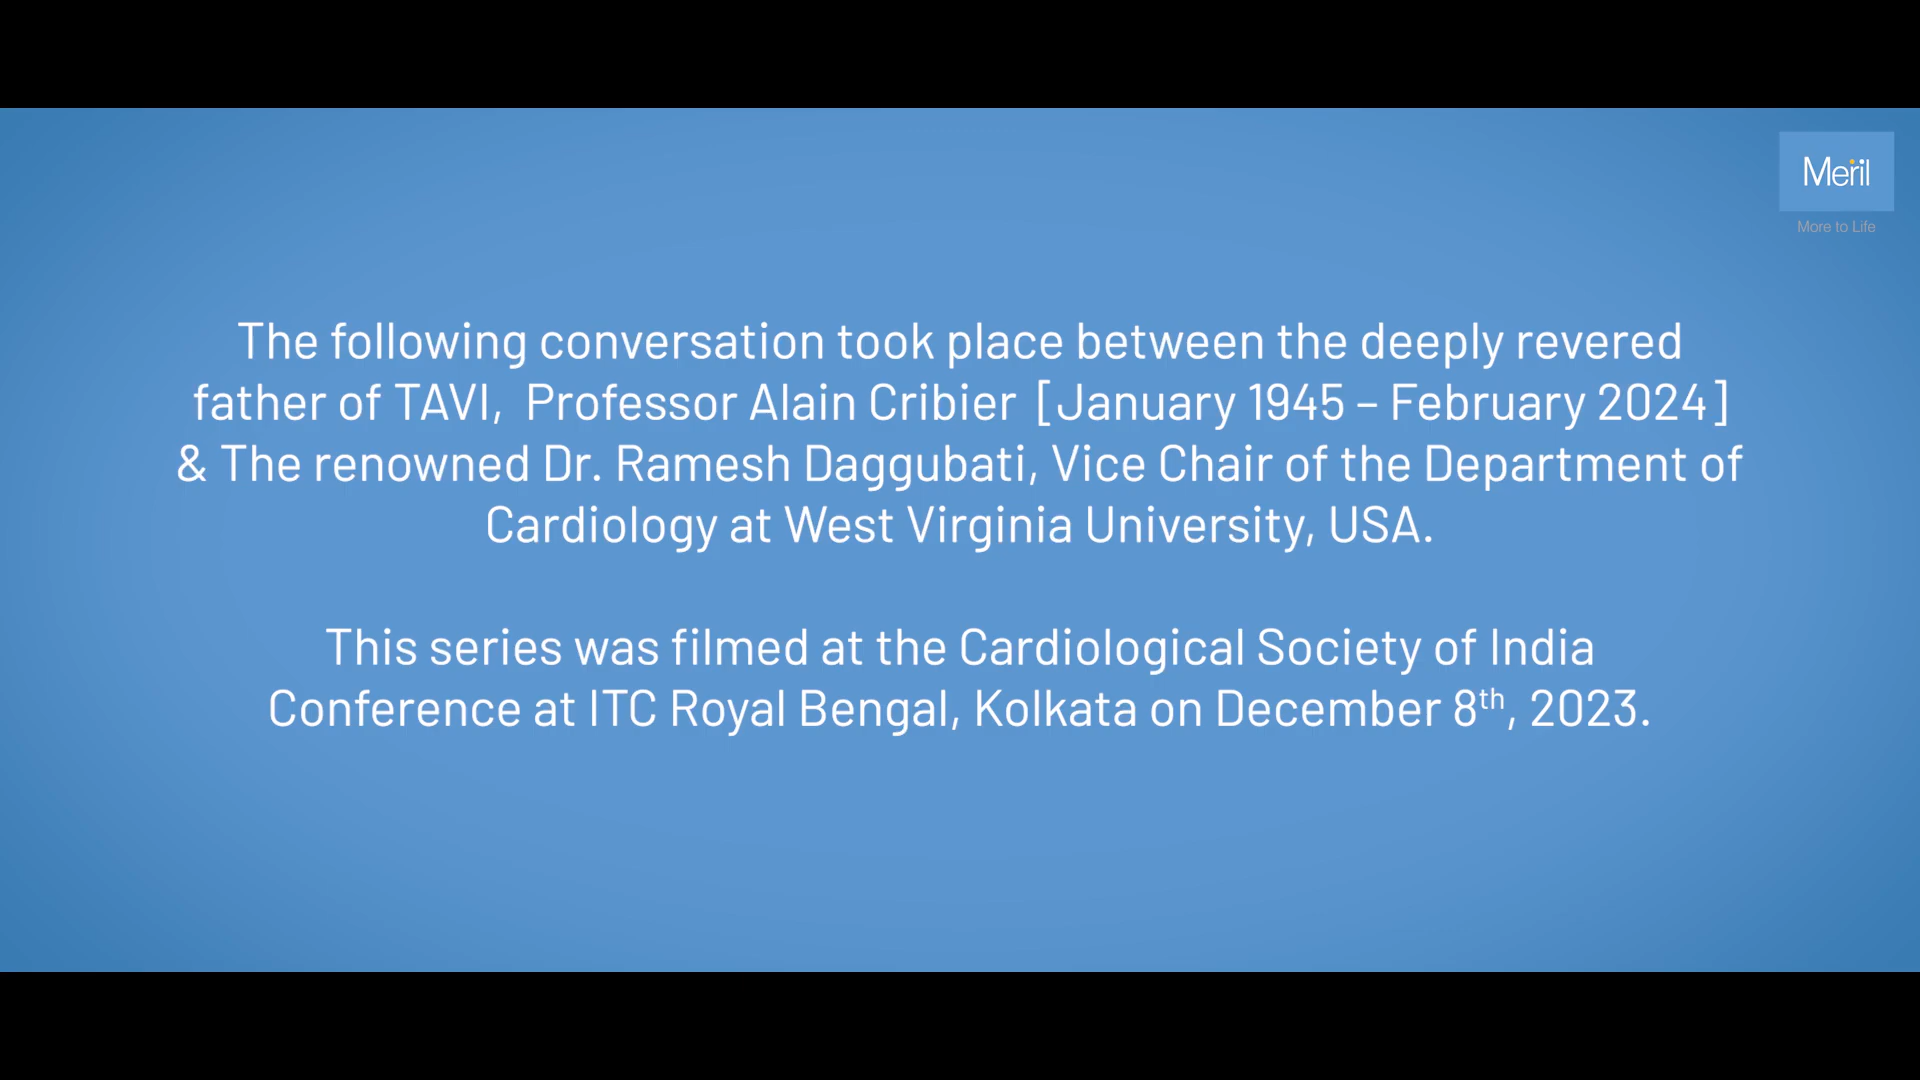 Meril
More to Life
The following conversation took place between the deeply revered
father of TAVI, Professor Alain Cribier [January 1945 – February 2024]
& The renowned Dr. Ramesh Daggubati, Vice Chair of the Department of
Cardiology at West Virginia University, USA.
This series was filmed at the Cardiological Society of India
Conference at ITC Royal Bengal, Kolkata on December 8th, 2023.